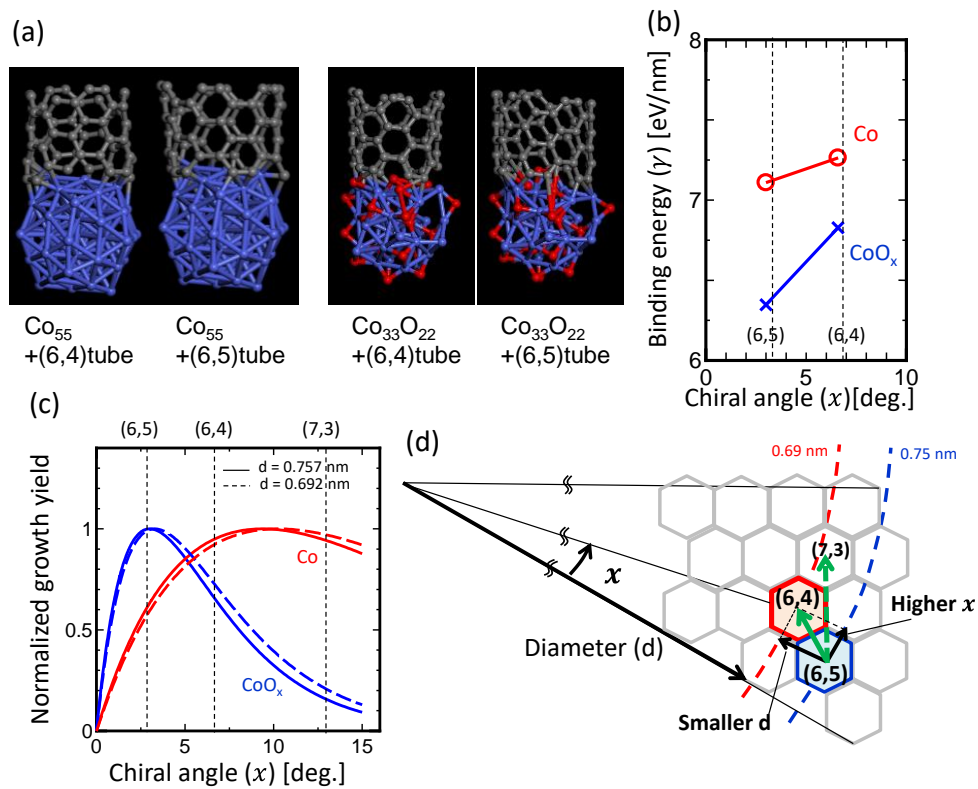 (a)
Co₅₅
+(6,4)tube
Co₅₅
+(6,5)tube
Co₃₃O₂₂
+(6,4)tube
Co₃₃O₂₂
+(6,5)tube
(b)
Binding energy (γ) [eV/nm]
8
7
6
Co
CoOₓ
(6,5)
(6,4)
0
5
10
Chiral angle (x)[deg.]
(c)
(6,5)
(6,4)
(7,3)
d = 0.757 nm
d = 0.692 nm
Normalized growth yield
1
0.5
0
Co
CoOₓ
0
5
10
15
Chiral angle (x) [deg.]
(d)
0.69 nm
0.75 nm
x
(7,3)
(6,4)
Higher x
Diameter (d)
(6,5)
Smaller d